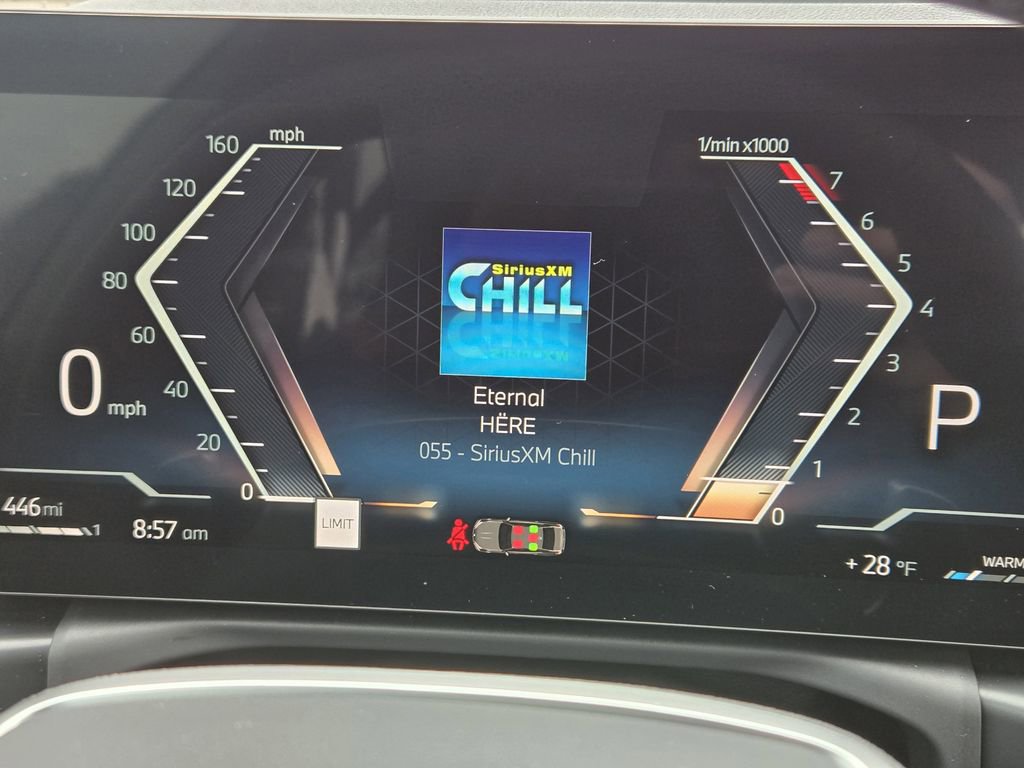 160 mph
120
100
80
60
40
20
0
0 mph
446 mi
1
8:57 am
LIMIT
SiriusXM
CHILL
Eternal
HËRE
055 - SiriusXM Chill
1/min x1000
7
6
5
4
3
2
1
0
P
+28 °F
WARM